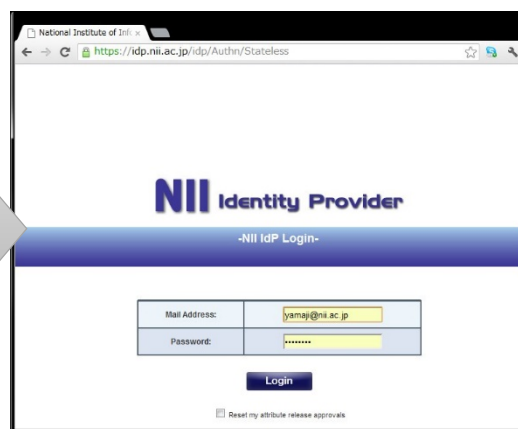 National Institute of Info
https://idp.nii.ac.jp/idp/Authn/Stateless
NII Identity Provider
-NII IdP Login-
Mail Address: yamaji@nii.ac.jp
Password: ••••••••
Login
Reset my attribute release approvals